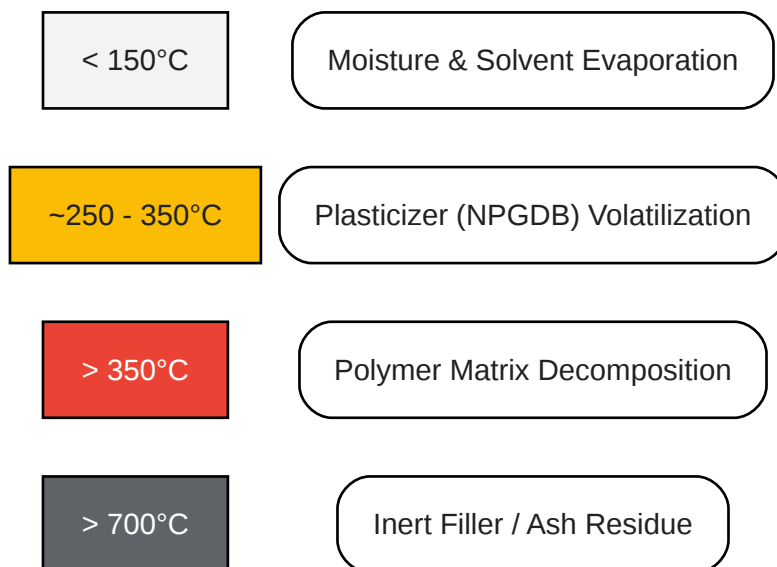 < 150°C
Moisture & Solvent Evaporation
~250 - 350°C
Plasticizer (NPGDB) Volatilization
> 350°C
Polymer Matrix Decomposition
> 700°C
Inert Filler / Ash Residue